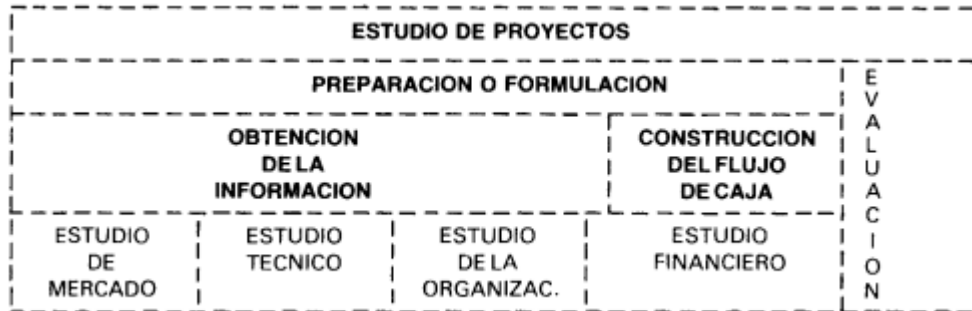 ESTUDIO DE PROYECTOS
PREPARACION O FORMULACION
OBTENCION
DE LA
INFORMACION
CONSTRUCCION
DEL FLUJO
DE CAJA
ESTUDIO
DE
MERCADO
ESTUDIO
TECNICO
ESTUDIO
DE LA
ORGANIZAC.
ESTUDIO
FINANCIERO
EVALUACION